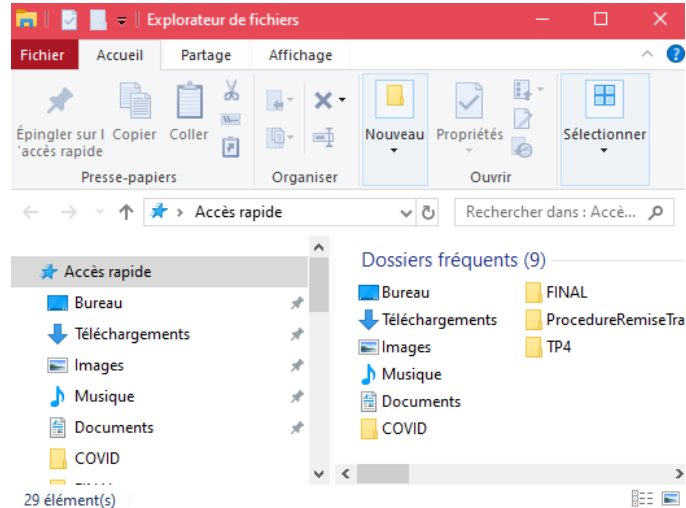 Explorateur de fichiers
Fichier Accueil Partage Affichage
Épingler sur l Copier Coller Nouveau Propriétés Sélectionner
'accès rapide
Presse-papiers Organiser Ouvrir
Accès rapide Rechercher dans : Accè...
Accès rapide
Bureau
Téléchargements
Images
Musique
Documents
COVID
Dossiers fréquents (9)
Bureau FINAL
Téléchargements ProcedureRemiseTra
Images TP4
Musique
Documents
COVID
29 élément(s)